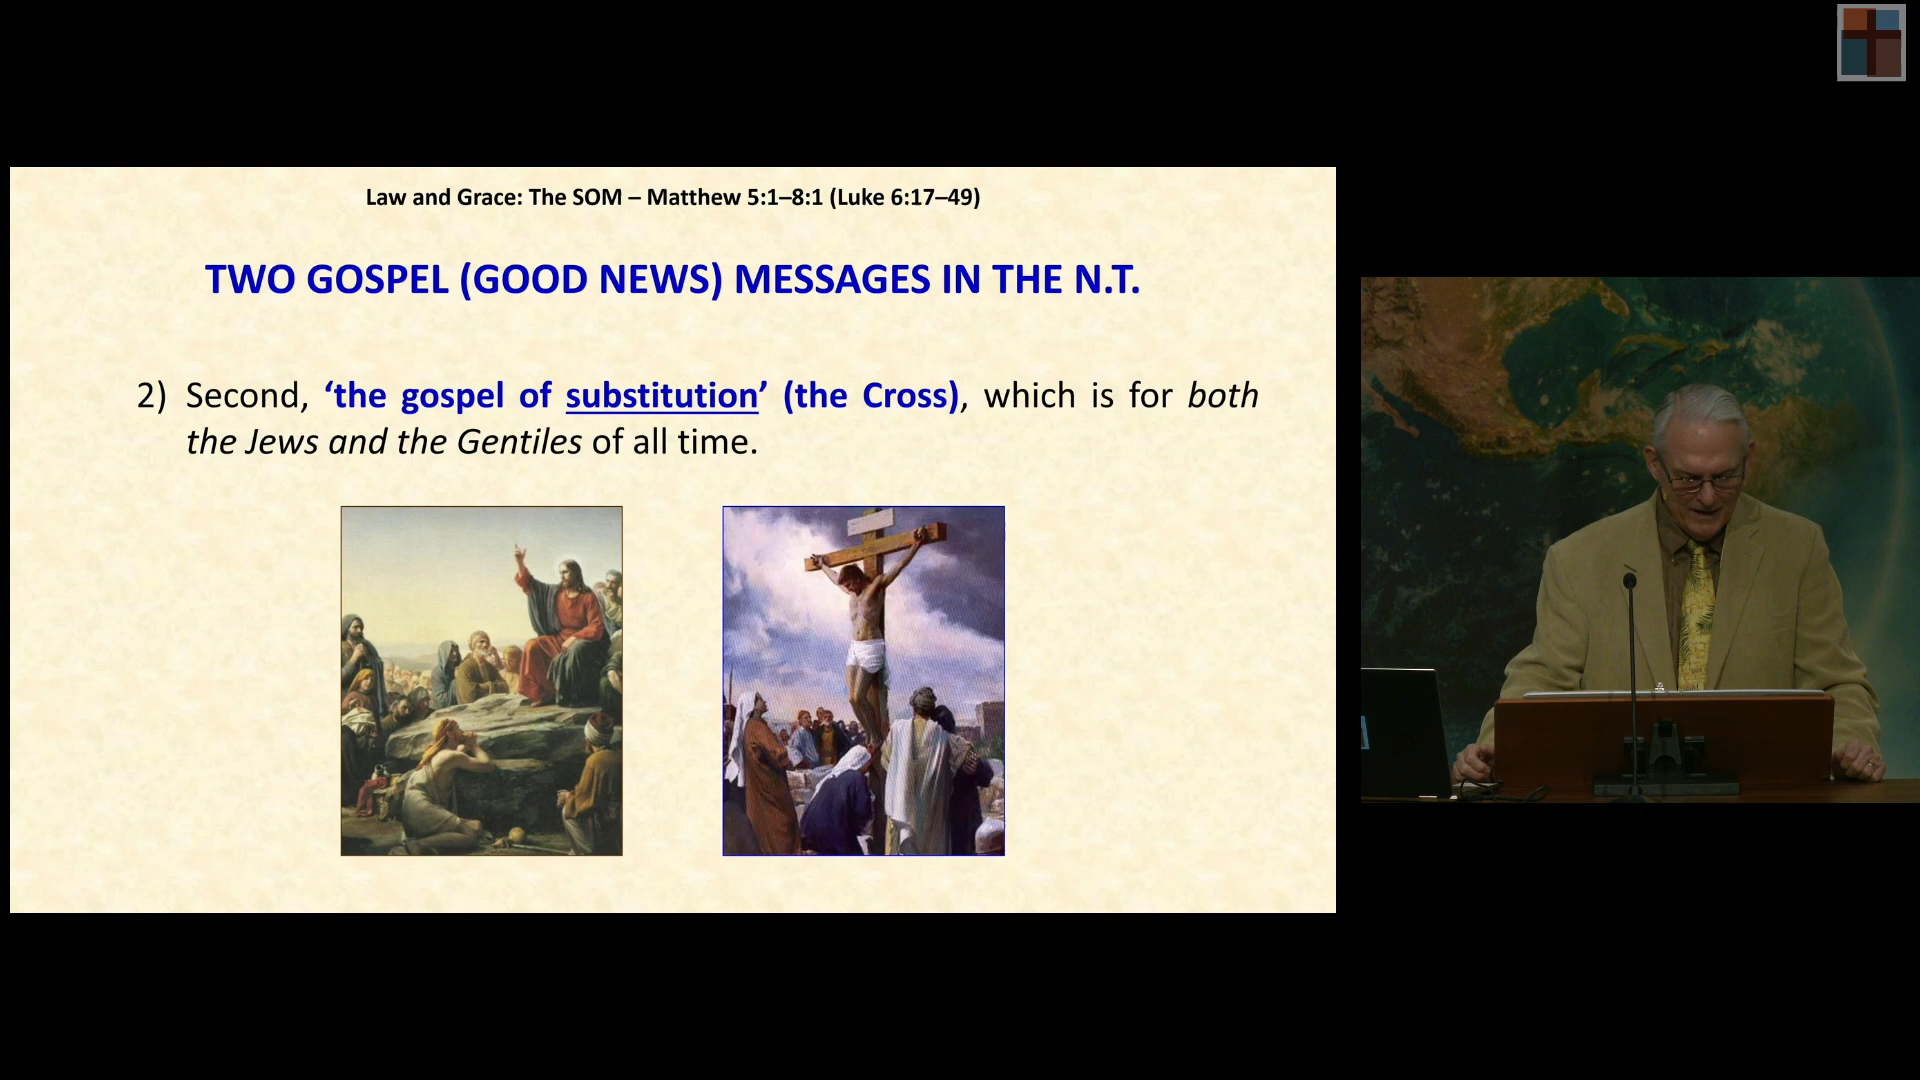 Law and Grace: The SOM – Matthew 5:1–8:1 (Luke 6:17–49)
TWO GOSPEL (GOOD NEWS) MESSAGES IN THE N.T.
2) Second, ‘the gospel of substitution’ (the Cross), which is for both
the Jews and the Gentiles of all time.